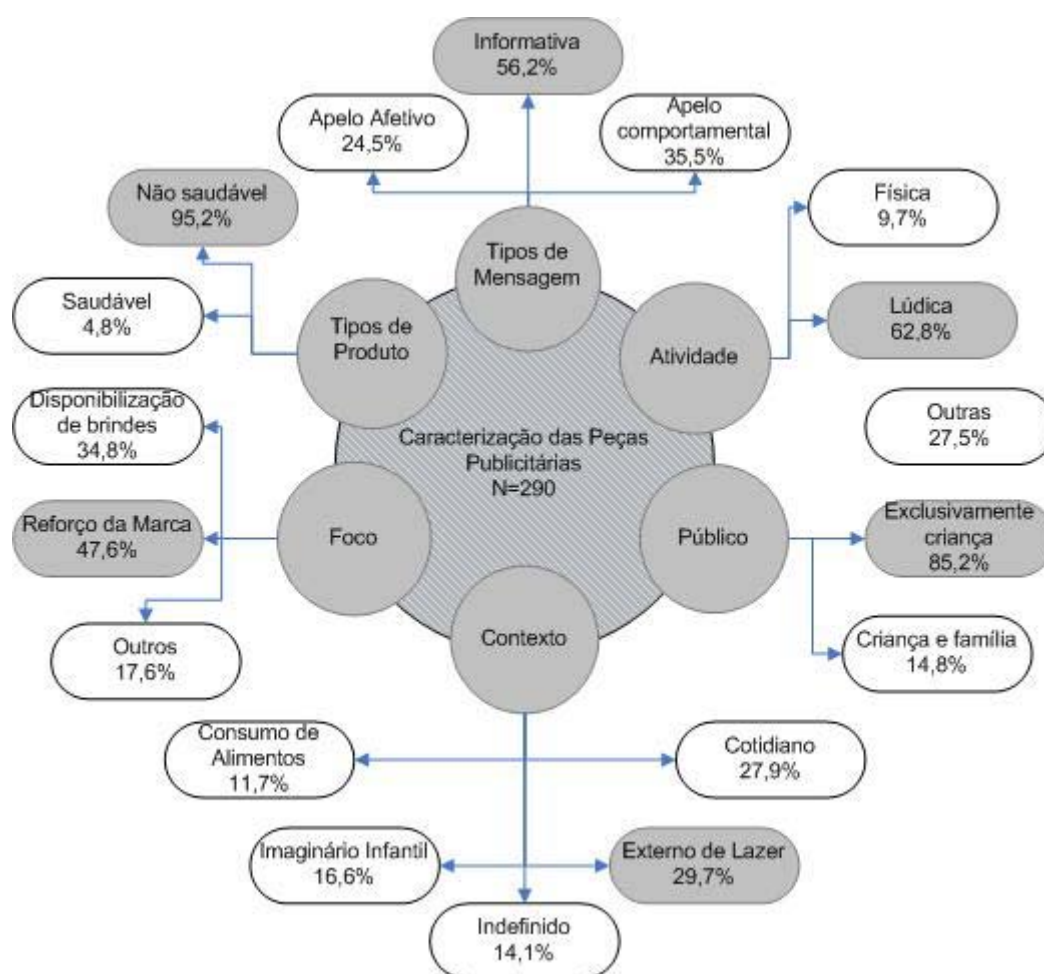 Informativa
56,2%
Apelo Afetivo
24,5%
Apelo
comportamental
35,5%
Não saudável
95,2%
Física
9,7%
Tipos de
Mensagem
Saudável
4,8%
Tipos de
Produto
Atividade
Lúdica
62,8%
Disponibilização
de brindes
34,8%
Outras
27,5%
Caracterização das Peças
Publicitárias
N=290
Reforço da Marca
47,6%
Foco
Público
Exclusivamente
criança
85,2%
Outros
17,6%
Contexto
Criança e família
14,8%
Consumo de
Alimentos
11,7%
Cotidiano
27,9%
Imaginário Infantil
16,6%
Externo de Lazer
29,7%
Indefinido
14,1%